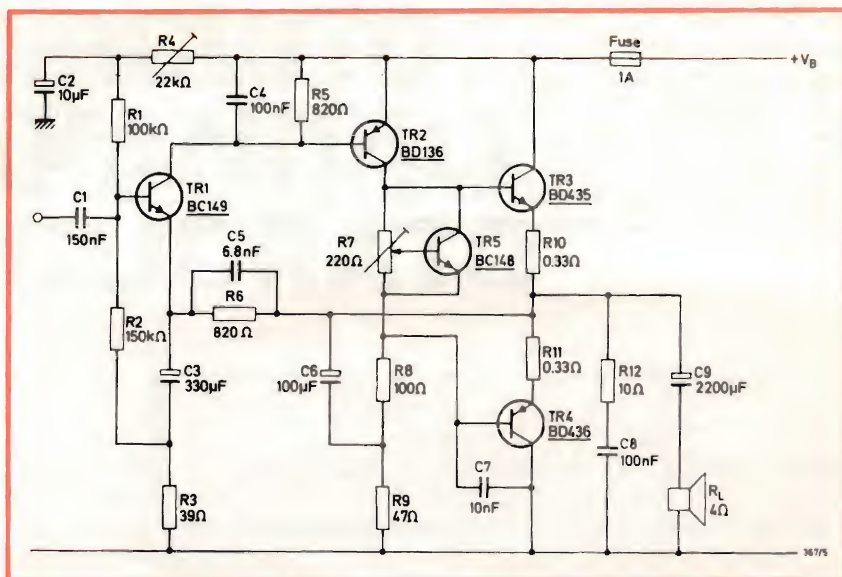 R4
22kΩ
Fuse
1A
+VB
C2
10µF
R1
100kΩ
C4
100nF
R5
820Ω
TR2
BD136
C1
150nF
TR1
BC149
TR3
BD435
C5
6.8nF
R6
820Ω
R7
220Ω
TR5
BC148
R10
0.33Ω
R2
150kΩ
C3
330µF
C6
100µF
R8
100Ω
R11
0.33Ω
TR4
BD436
R12
10Ω
C9
2200µF
R3
39Ω
R9
47Ω
C7
10nF
C8
100nF
RL
4Ω
367/5